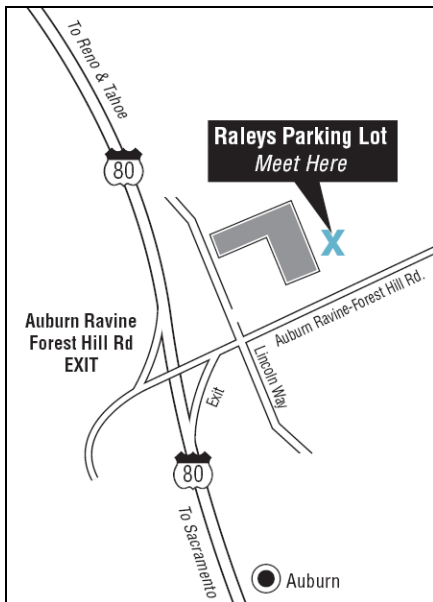 To Reno & Tahoe
80
Raleys Parking Lot
Meet Here
X
Auburn Ravine
Forest Hill Rd
EXIT
Auburn Ravine-Forest Hill Rd.
Lincoln Way
Exit
80
To Sacramento
Auburn